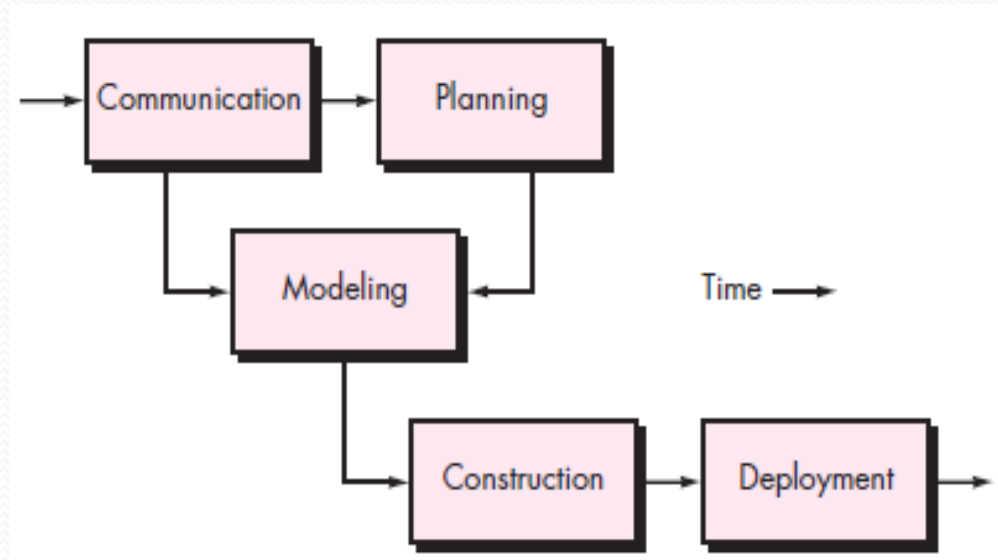 Communication
Planning
Modeling
Time
Construction
Deployment